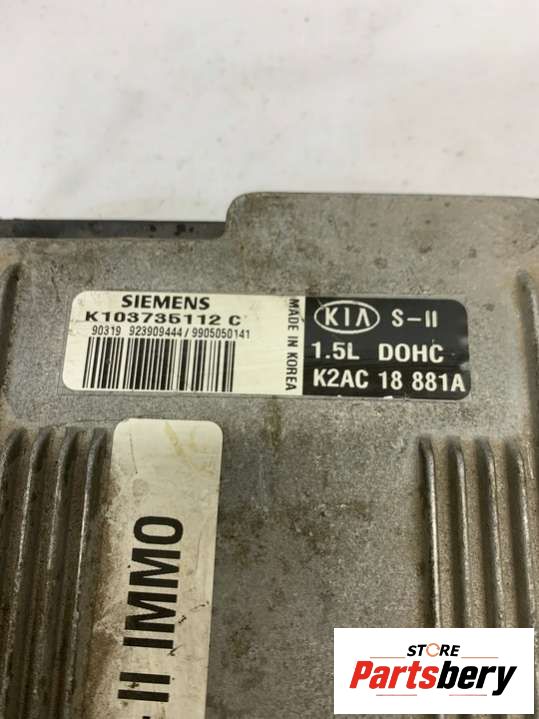 SIEMENS
K103735112 C
90319 923909444 / 9905050141
MADE IN KOREA
KIA S-II
1.5L DOHC
K2AC 18 881A
-II IMMO
STORE
Partsbery